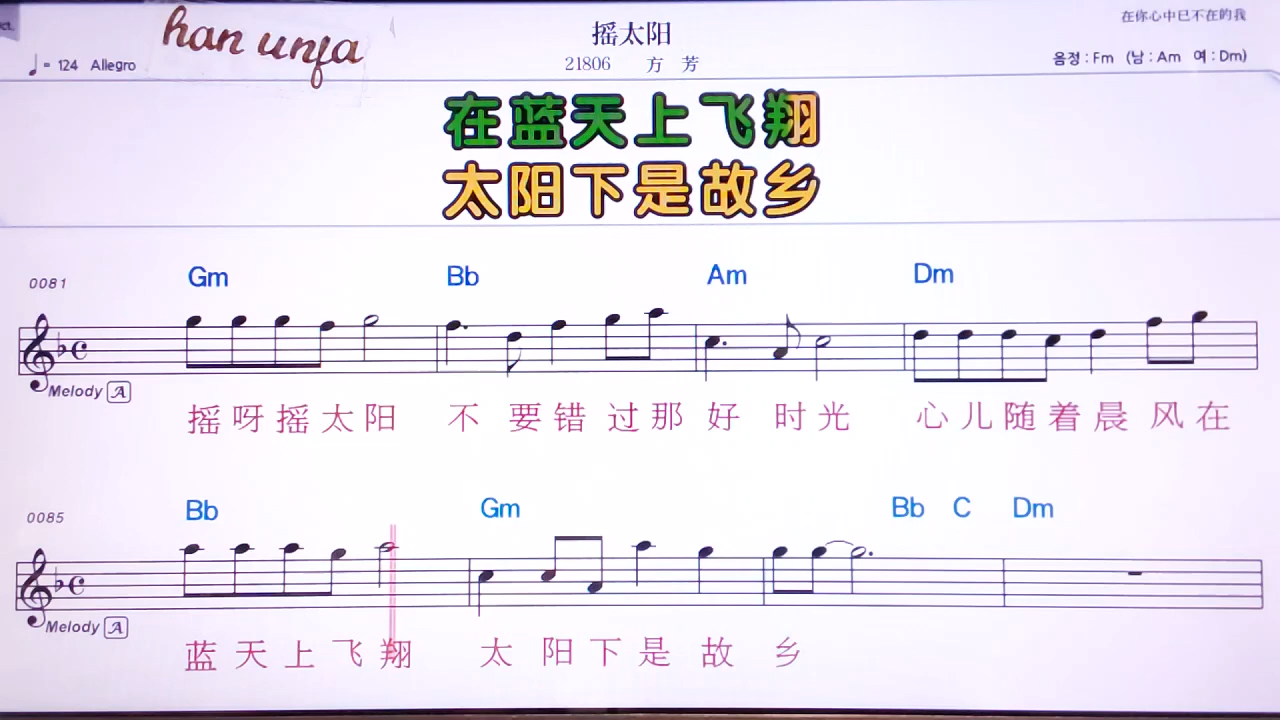 han unja
摇太阳
在你心中已不在的我
♩= 124 Allegro
21806 方 芳
음정 : Fm (남 : Am 여 : Dm)
在蓝天上飞翔
太阳下是故乡
0081 Gm Bb Am Dm
Melody A
摇呀摇太阳 不要错过那好时光 心儿随着晨风在
0085 Bb Gm Bb C Dm
Melody A
蓝天上飞翔 太阳下是故乡